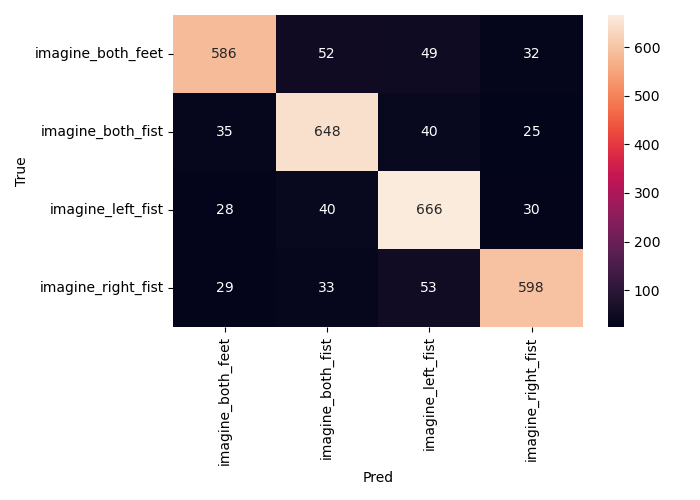 imagine_both_feet 586 52 49 32
imagine_both_fist 35 648 40 25
imagine_left_fist 28 40 666 30
imagine_right_fist 29 33 53 598
True
imagine_both_feet
imagine_both_fist
imagine_left_fist
imagine_right_fist
Pred
600
500
400
300
200
100